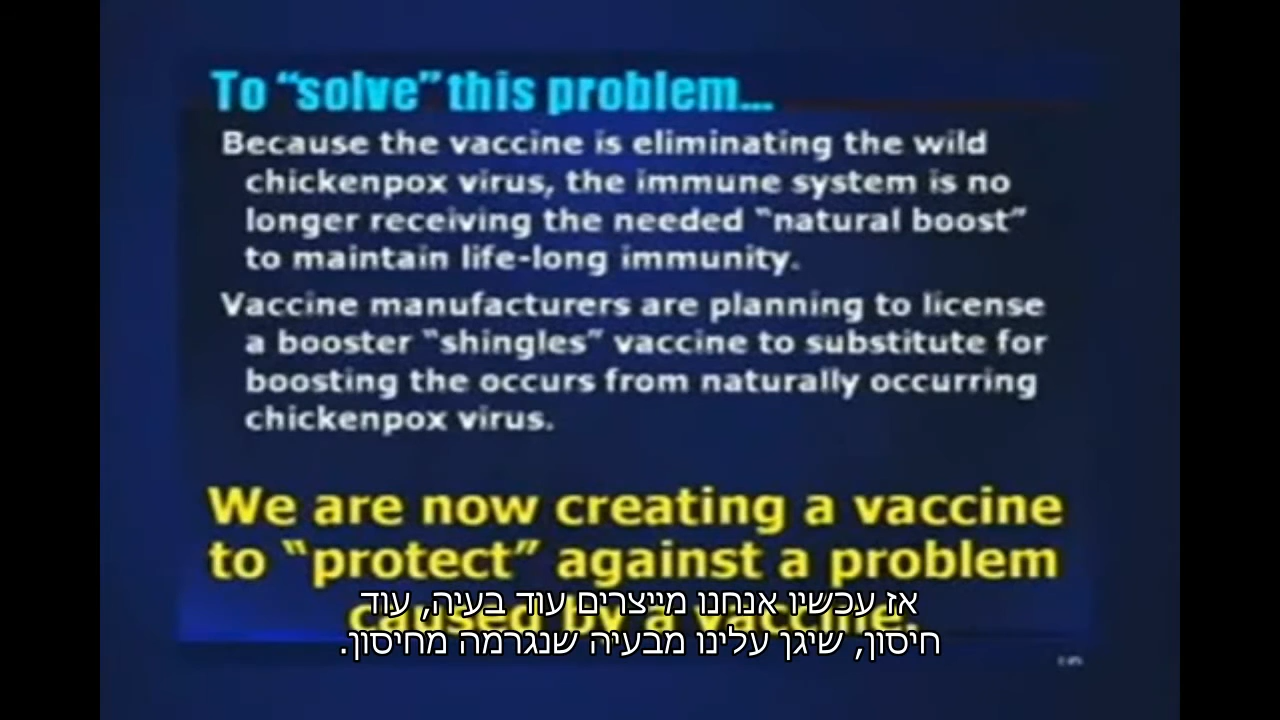 To “solve” this problem...
Because the vaccine is eliminating the wild
chickenpox virus, the immune system is no
longer receiving the needed “natural boost”
to maintain life-long immunity.
Vaccine manufacturers are planning to license
a booster “shingles” vaccine to substitute for
boosting the occurs from naturally occurring
chickenpox virus.
We are now creating a vaccine
to “protect” against a problem
caused by a vaccine.
אז עכשיו אנחנו מייצרים עוד בעיה, עוד
חיסון, שיגן עלינו מבעיה שנגרמה מחיסון.